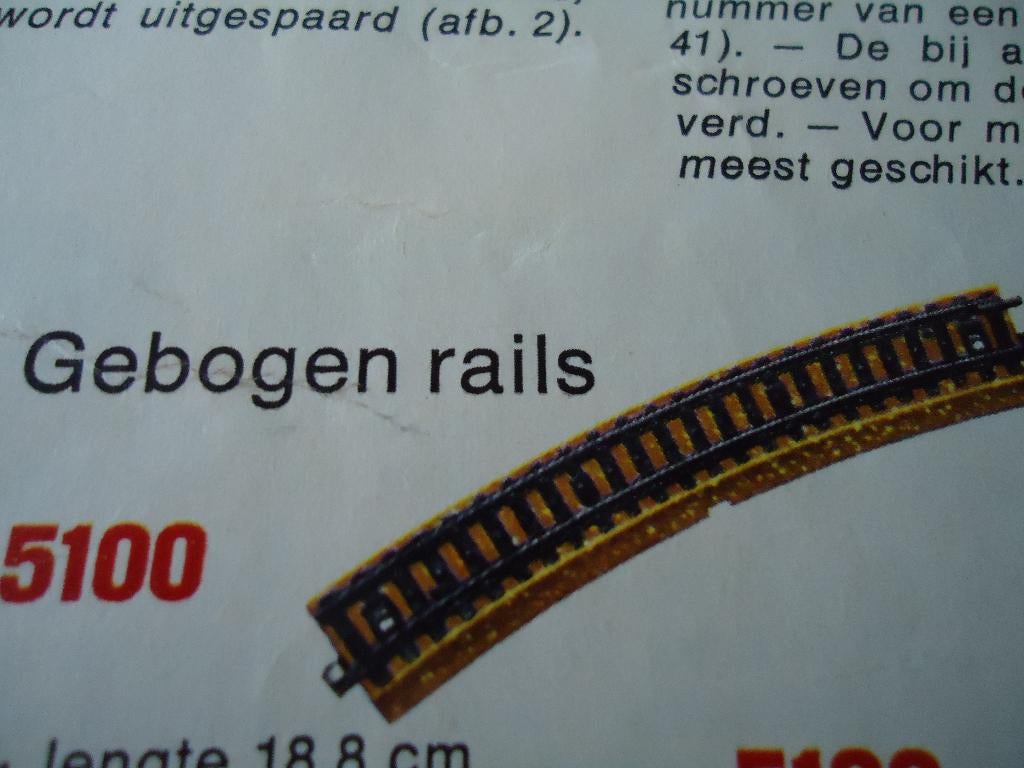 wordt uitgespaard (afb. 2).
nummer van een
41). — De bij a
schroeven om de
verd. — Voor m
meest geschikt.
Gebogen rails
5100
lengte 18,8 cm